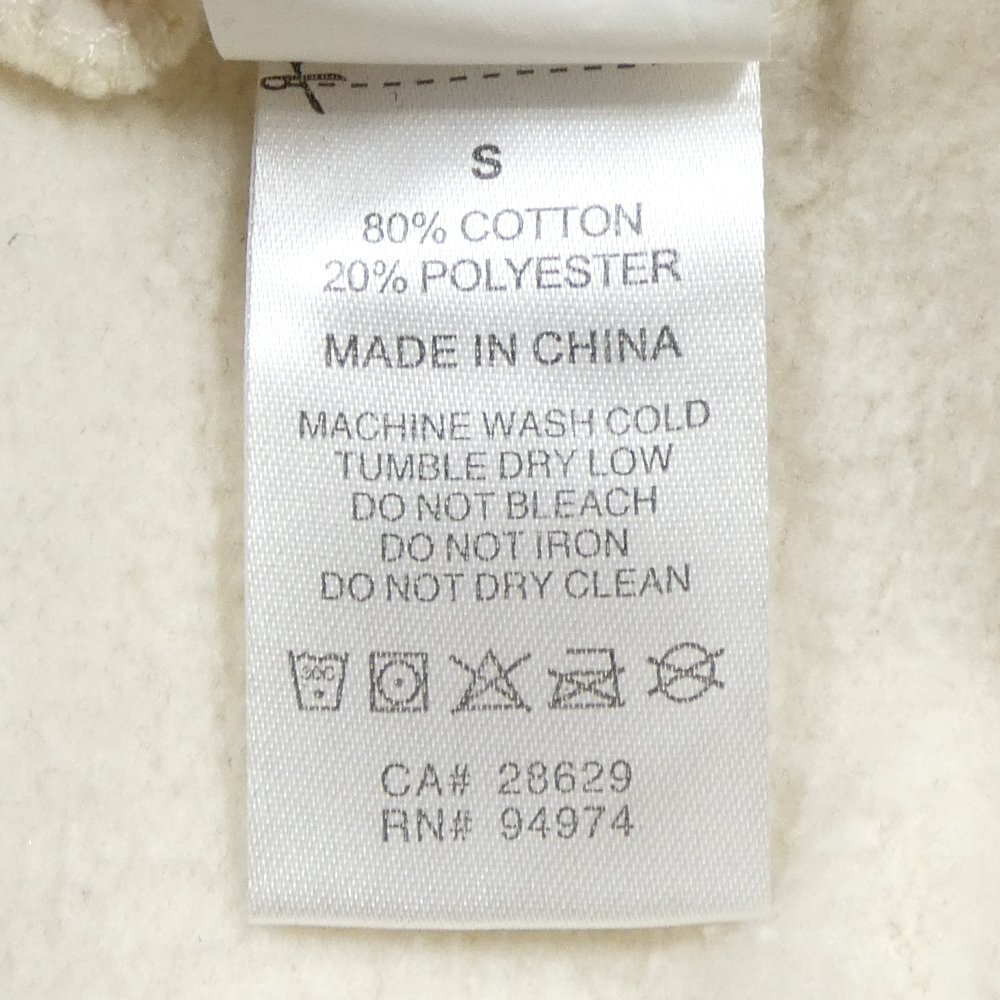 S
80% COTTON
20% POLYESTER
MADE IN CHINA
MACHINE WASH COLD
TUMBLE DRY LOW
DO NOT BLEACH
DO NOT IRON
DO NOT DRY CLEAN
30C
CA# 28629
RN# 94974